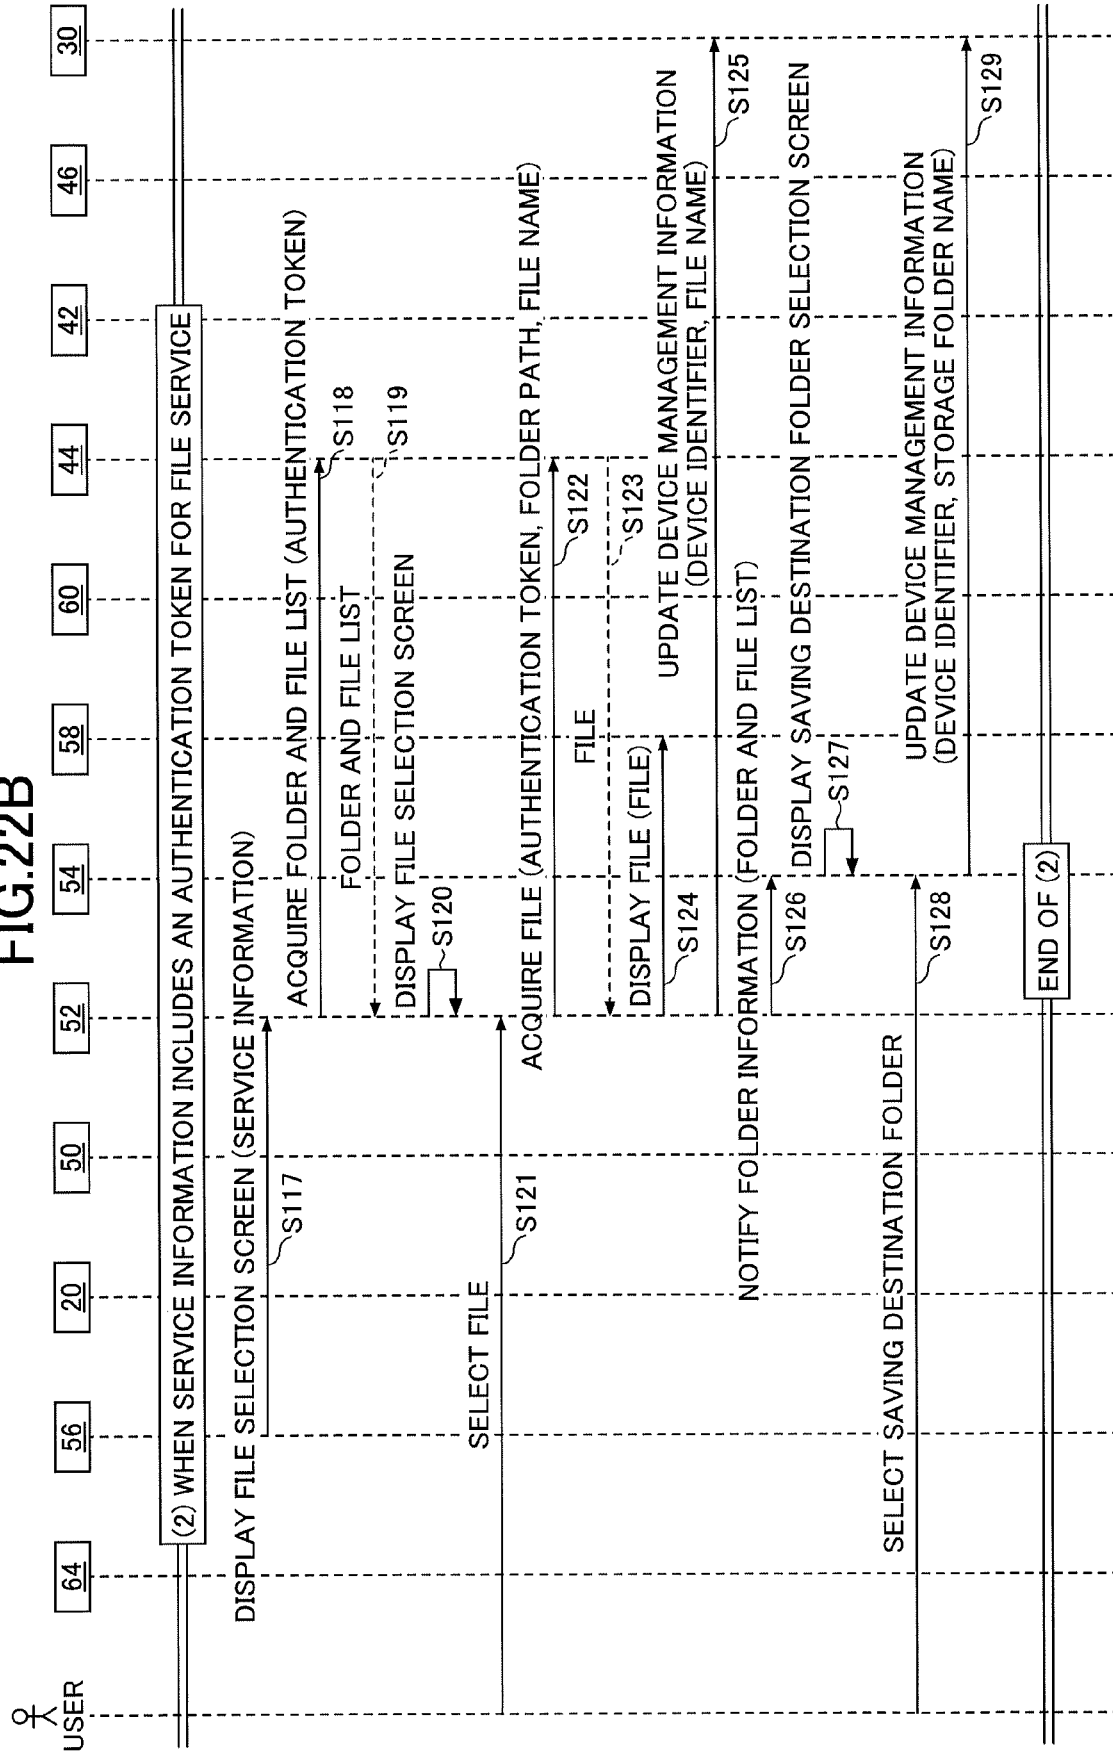 FIG.22B
USER
64
56
20
50
52
54
58
60
44
42
46
30
(2) WHEN SERVICE INFORMATION INCLUDES AN AUTHENTICATION TOKEN FOR FILE SERVICE
DISPLAY FILE SELECTION SCREEN (SERVICE INFORMATION)
S117
ACQUIRE FOLDER AND FILE LIST (AUTHENTICATION TOKEN)
S118
FOLDER AND FILE LIST
S119
DISPLAY FILE SELECTION SCREEN
S120
SELECT FILE
S121
ACQUIRE FILE (AUTHENTICATION TOKEN, FOLDER PATH, FILE NAME)
S122
FILE
S123
DISPLAY FILE (FILE)
S124
UPDATE DEVICE MANAGEMENT INFORMATION
(DEVICE IDENTIFIER, FILE NAME)
S125
NOTIFY FOLDER INFORMATION (FOLDER AND FILE LIST)
S126
DISPLAY SAVING DESTINATION FOLDER SELECTION SCREEN
S127
SELECT SAVING DESTINATION FOLDER
S128
UPDATE DEVICE MANAGEMENT INFORMATION
(DEVICE IDENTIFIER, STORAGE FOLDER NAME)
S129
END OF (2)